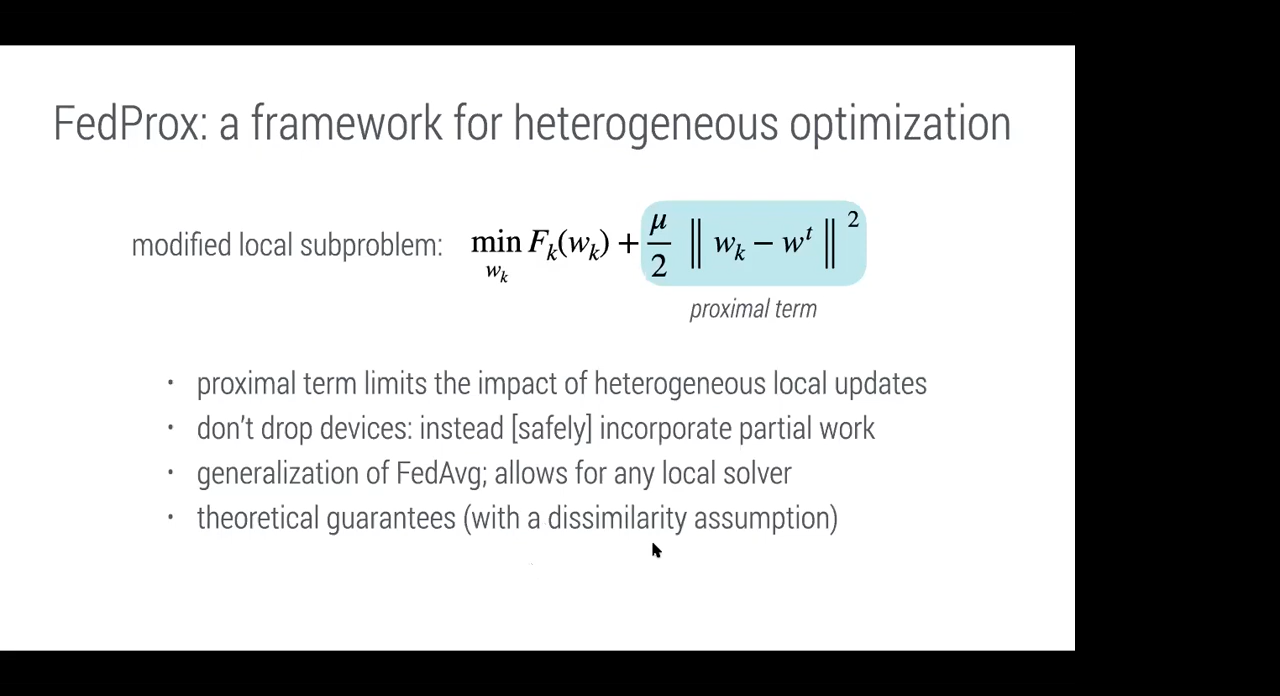 FedProx: a framework for heterogeneous optimization
modified local subproblem: min_{w_k} F_k(w_k) + \frac{μ}{2} ‖ w_k − w^t ‖^2
proximal term
• proximal term limits the impact of heterogeneous local updates
• don’t drop devices: instead [safely] incorporate partial work
• generalization of FedAvg; allows for any local solver
• theoretical guarantees (with a dissimilarity assumption)